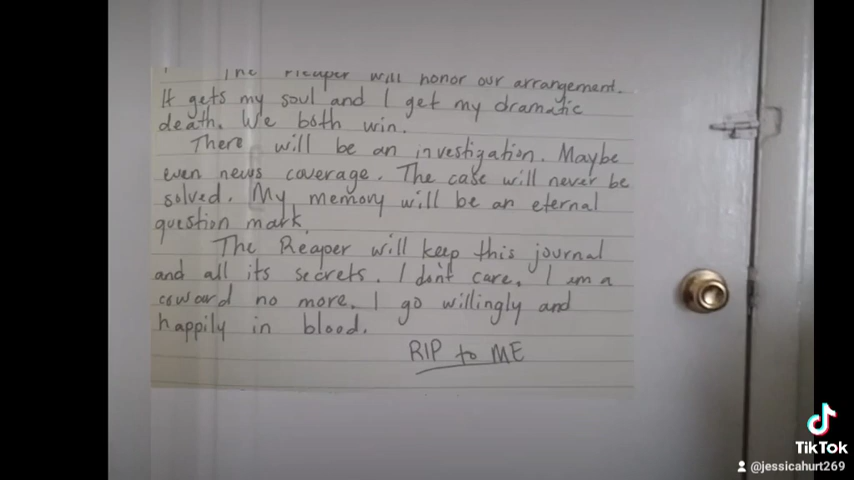 The Reaper will honor our arrangement.
It gets my soul and I get my dramatic
death. We both win.
There will be an investigation. Maybe
even news coverage. The case will never be
solved. My memory will be an eternal
question mark.
The Reaper will keep this journal
and all its secrets. I don't care. I am a
coward no more. I go willingly and
happily in blood.
RIP to ME
TikTok
@jessicahurt269